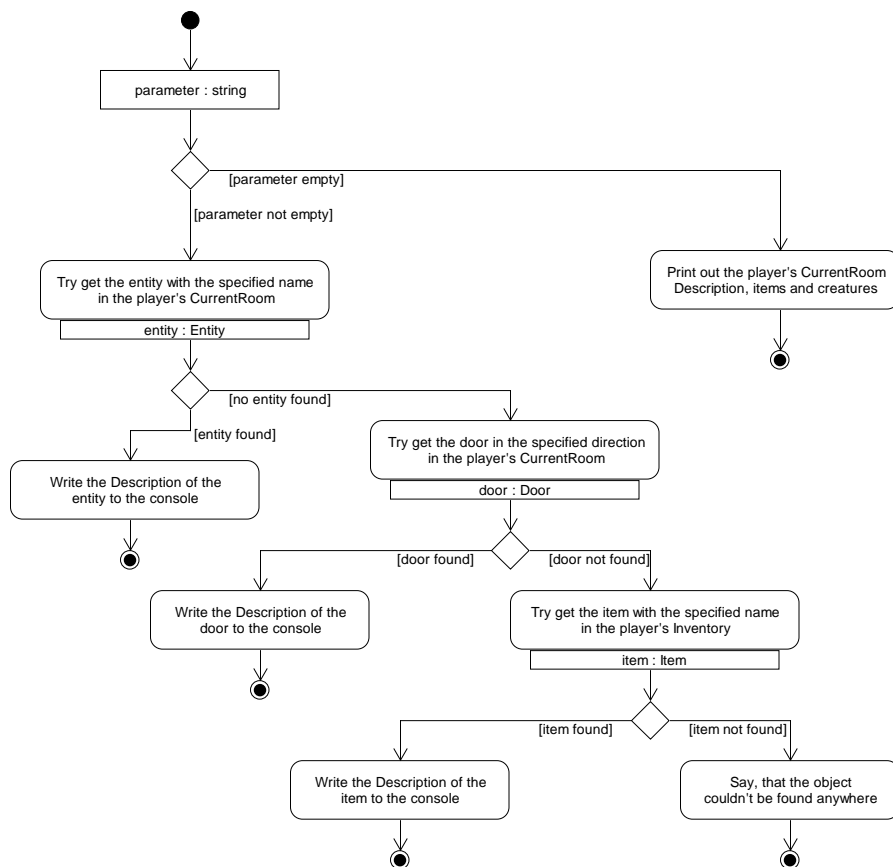 parameter : string
[parameter empty]
[parameter not empty]
Try get the entity with the specified name
in the player's CurrentRoom
entity : Entity
Print out the player's CurrentRoom
Description, items and creatures
[no entity found]
[entity found]
Try get the door in the specified direction
in the player's CurrentRoom
door : Door
Write the Description of the
entity to the console
[door found]
[door not found]
Write the Description of the
door to the console
Try get the item with the specified name
in the player's Inventory
item : Item
[item found]
[item not found]
Write the Description of the
item to the console
Say, that the object
couldn't be found anywhere